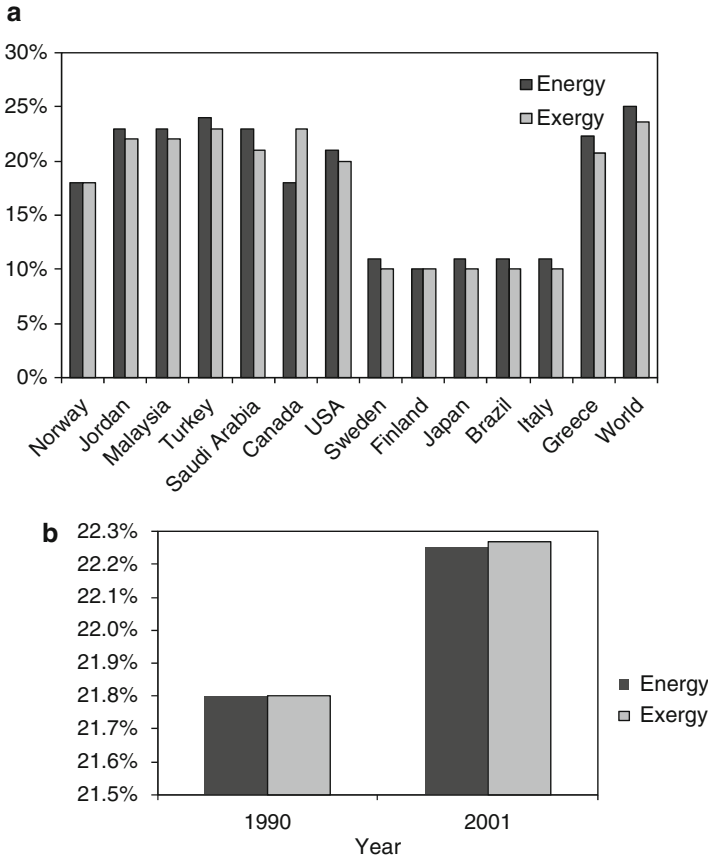 a
30%
25%
20%
15%
10%
5%
0%
Energy
Exergy
Norway
Jordan
Malaysia
Turkey
Saudi Arabia
Canada
USA
Sweden
Finland
Japan
Brazil
Italy
Greece
World
b
22.3%
22.2%
22.1%
22.0%
21.9%
21.8%
21.7%
21.6%
21.5%
Energy
Exergy
1990
2001
Year